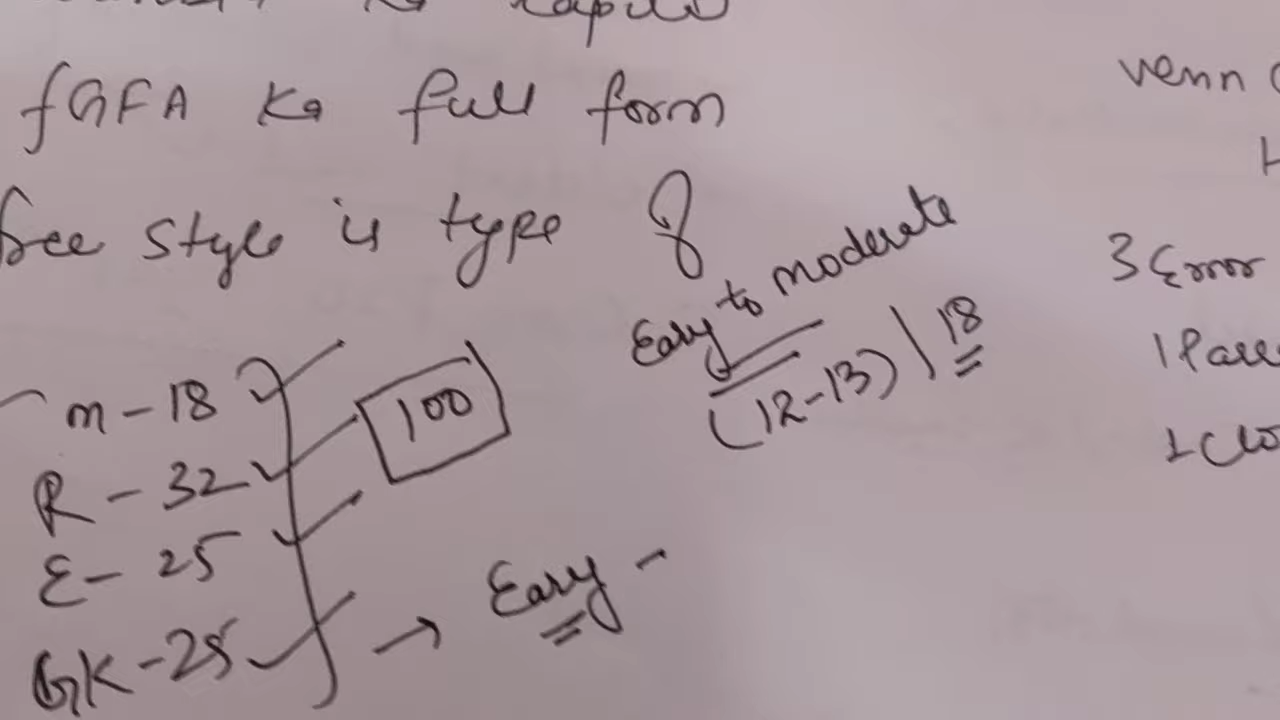 fGFA ka full form
free style is type of
Easy to moderate
(12-13) | 18
m - 18
100
R - 32
E - 25
GK - 25 → Easy -
venn
3 Error
1 Para